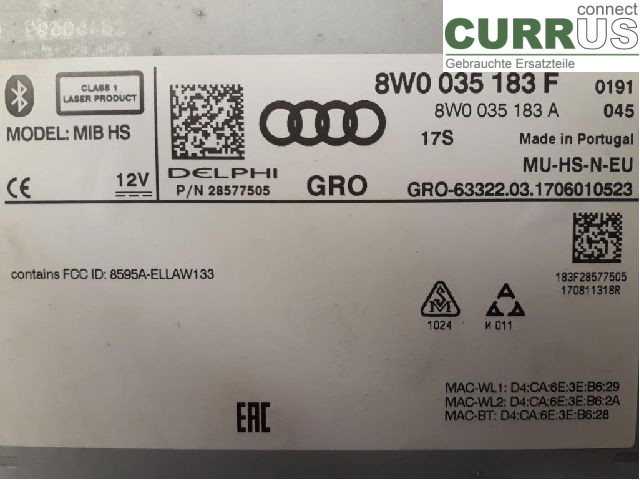 connect
CURRUS
Gebrauchte Ersatzteile
CLASS 1
LASER PRODUCT
MODEL: MIB HS
12V
DELPHI
P/N 28577505
GRO
8W0 035 183 F 0191
8W0 035 183 A 045
17S Made in Portugal
MU-HS-N-EU
GRO-63322.03.1706010523
contains FCC ID: 8595A-ELLAW133
183F28577505
170811318R
1024
И 011
MAC-WL1: D4:CA:6E:3E:B6:29
MAC-WL2: D4:CA:6E:3E:B6:2A
MAC-BT: D4:CA:6E:3E:B6:28
EAC